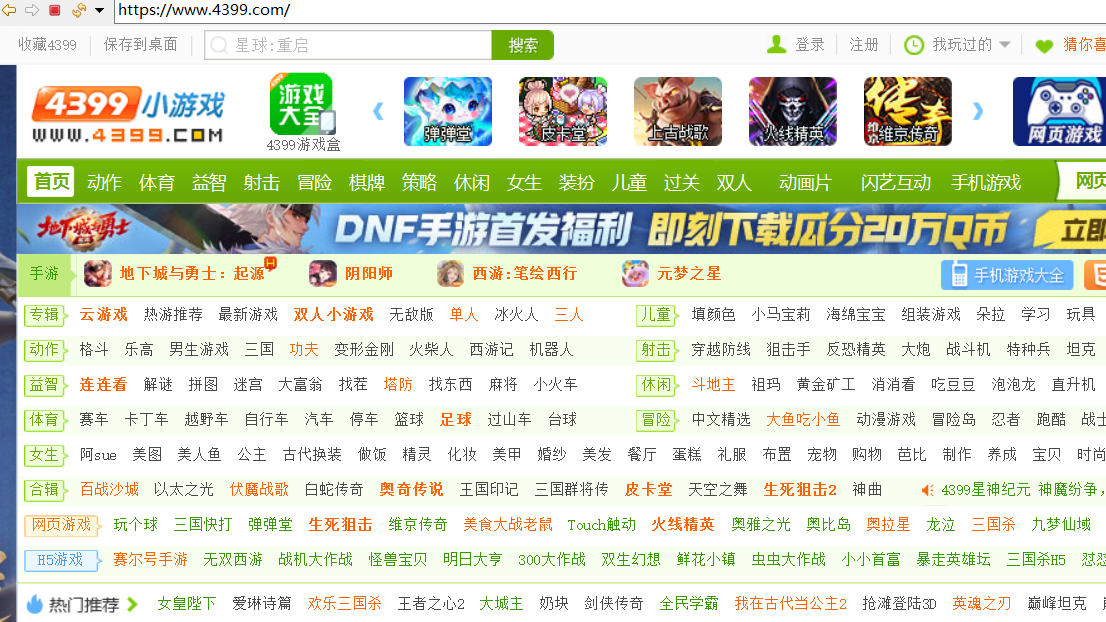 https://www.4399.com/
收藏4399 保存到桌面 星球:重启 搜索 登录 注册 我玩过的 猜你喜
4399小游戏 游戏大全 弹弹堂 皮卡堂 上古战歌 火线精英 维京传奇 网页游戏
www.4399.com 4399游戏盒
首页 动作 体育 益智 射击 冒险 棋牌 策略 休闲 女生 装扮 儿童 过关 双人 动画片 闪艺互动 手机游戏 网页
地下城与勇士 DNF手游首发福利 即刻下载瓜分20万Q币 立即
手游 地下城与勇士：起源 H 阴阳师 西游:笔绘西行 元梦之星 手机游戏大全
专辑 云游戏 热游推荐 最新游戏 双人小游戏 无敌版 单人 冰火人 三人 儿童 填颜色 小马宝莉 海绵宝宝 组装游戏 朵拉 学习 玩具
动作 格斗 乐高 男生游戏 三国 功夫 变形金刚 火柴人 西游记 机器人 射击 穿越防线 狙击手 反恐精英 大炮 战斗机 特种兵 坦克
益智 连连看 解谜 拼图 迷宫 大富翁 找茬 塔防 找东西 麻将 小火车 休闲 斗地主 祖玛 黄金矿工 消消看 吃豆豆 泡泡龙 直升机
体育 赛车 卡丁车 越野车 自行车 汽车 停车 篮球 足球 过山车 台球 冒险 中文精选 大鱼吃小鱼 动漫游戏 冒险岛 忍者 跑酷 战士
女生 阿sue 美图 美人鱼 公主 古代换装 做饭 精灵 化妆 美甲 婚纱 美发 餐厅 蛋糕 礼服 布置 宠物 购物 芭比 制作 养成 宝贝 时尚
合辑 百战沙城 以太之光 伏魔战歌 白蛇传奇 奥奇传说 王国印记 三国群将传 皮卡堂 天空之舞 生死狙击2 神曲 4399星神纪元 神魔纷争，
网页游戏 玩个球 三国快打 弹弹堂 生死狙击 维京传奇 美食大战老鼠 Touch触动 火线精英 奥雅之光 奥比岛 奥拉星 龙泣 三国杀 九梦仙域
H5游戏 赛尔号手游 无双西游 战机大作战 怪兽宝贝 明日大亨 300大作战 双生幻想 鲜花小镇 虫虫大作战 小小首富 暴走英雄坛 三国杀H5 怼怼
热门推荐 女皇陛下 爱琳诗篇 欢乐三国杀 王者之心2 大城主 奶块 剑侠传奇 全民学霸 我在古代当公主2 抢滩登陆3D 英魂之刃 巅峰坦克